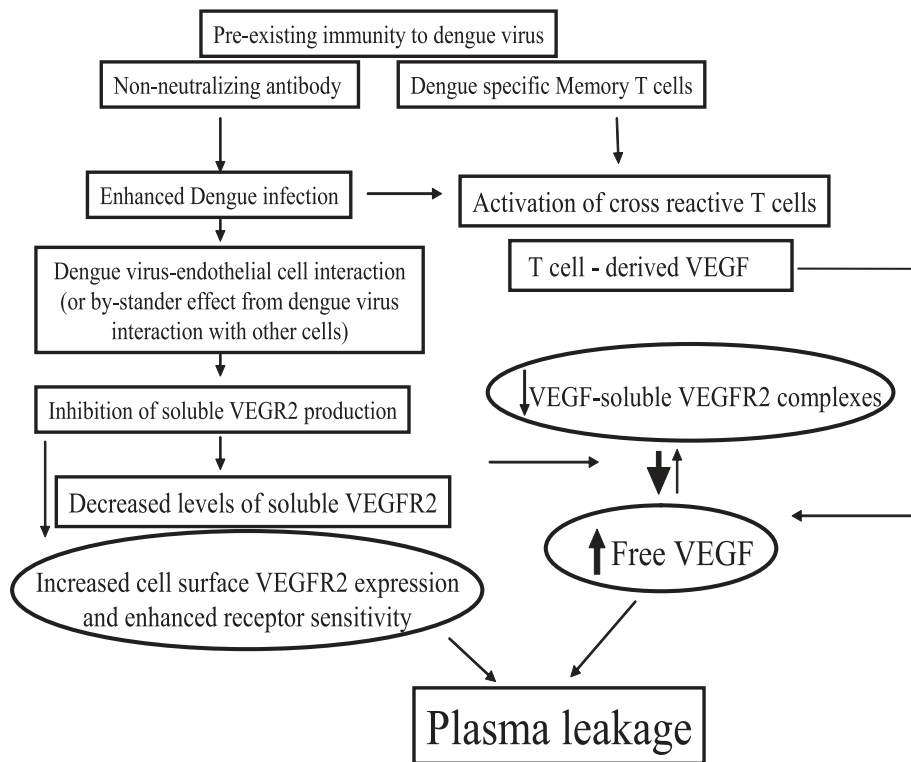 Pre-existing immunity to dengue virus
Non-neutralizing antibody
Dengue specific Memory T cells
Enhanced Dengue infection
Activation of cross reactive T cells
Dengue virus-endothelial cell interaction
(or by-stander effect from dengue virus
interaction with other cells)
T cell - derived VEGF
VEGF-soluble VEGFR2 complexes
Inhibition of soluble VEGR2 production
Decreased levels of soluble VEGFR2
Free VEGF
Increased cell surface VEGFR2 expression
and enhanced receptor sensitivity
Plasma leakage